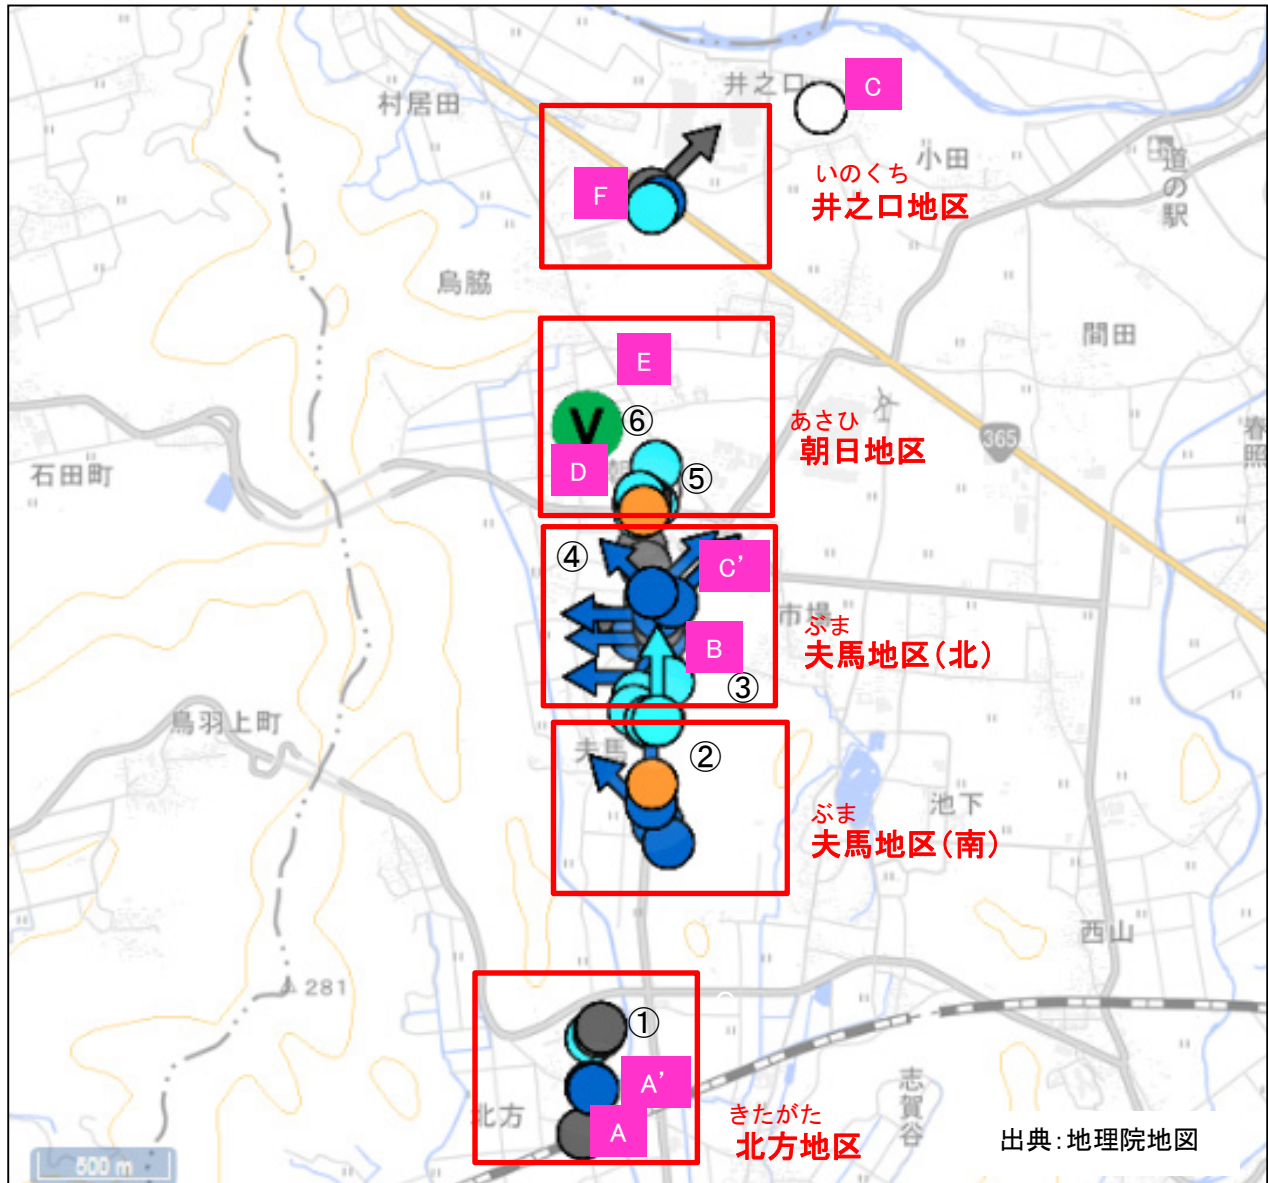 井之口
C
村居田
小田
道の駅
いのくち
井之口地区
F
烏脇
間田
E
365
V
⑥
あさひ
朝日地区
春照
石田町
D
⑤
④
C’
市場
ぶま
夫馬地区(北)
B
③
鳥羽上町
夫馬
②
池下
ぶま
夫馬地区(南)
西山
281
①
A’
志賀谷
北方
A
きたがた
北方地区
出典:地理院地図
500 m